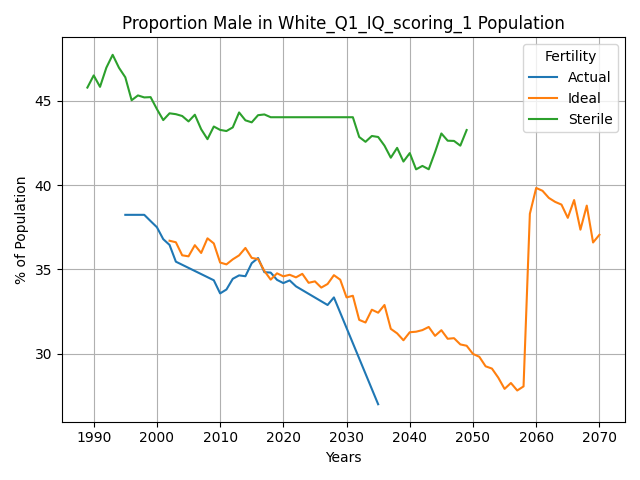 Proportion Male in White_Q1_IQ_scoring_1 Population
Fertility
Actual
Ideal
Sterile
% of Population
45
40
35
30
1990 2000 2010 2020 2030 2040 2050 2060 2070
Years